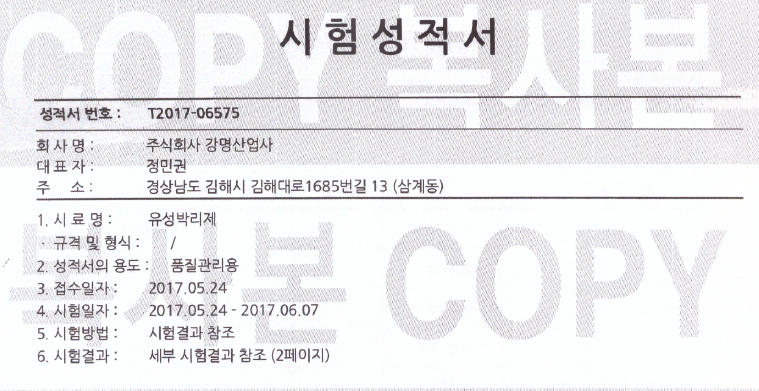 시험성적서
COPY 복사본
성적서 번호 : T2017-06575
회 사 명 : 주식회사 강명산업사
대 표 자 : 정민권
주 소 : 경상남도 김해시 김해대로1685번길 13 (삼계동)
1. 시 료 명 : 유성박리제
· 규격 및 형식 : /
2. 성적서의 용도 : 품질관리용
3. 접수일자 : 2017.05.24
4. 시험일자 : 2017.05.24 - 2017.06.07
5. 시험방법 : 시험결과 참조
6. 시험결과 : 세부 시험결과 참조 (2페이지)
복사본 COPY